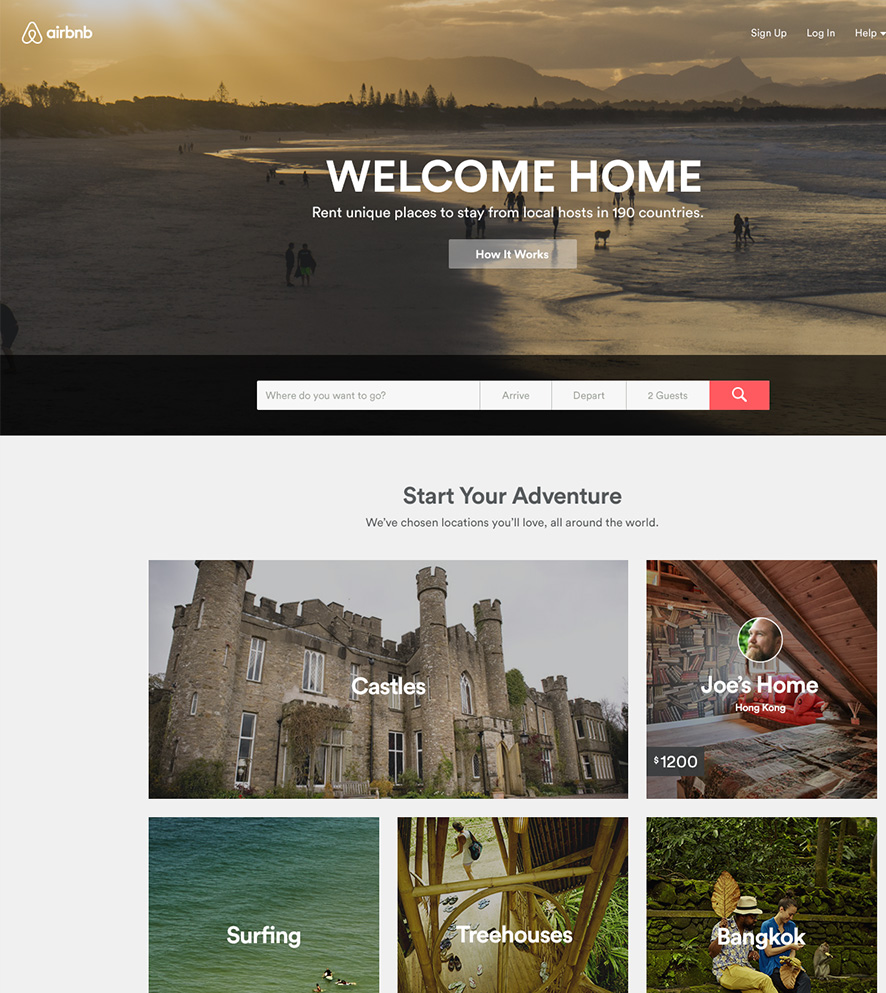 airbnb
Sign Up
Log In
Help
WELCOME HOME
Rent unique places to stay from local hosts in 190 countries.
How It Works
Where do you want to go?
Arrive
Depart
2 Guests
Start Your Adventure
We've chosen locations you'll love, all around the world.
Castles
Joe's Home
Hong Kong
$1200
Surfing
Treehouses
Bangkok